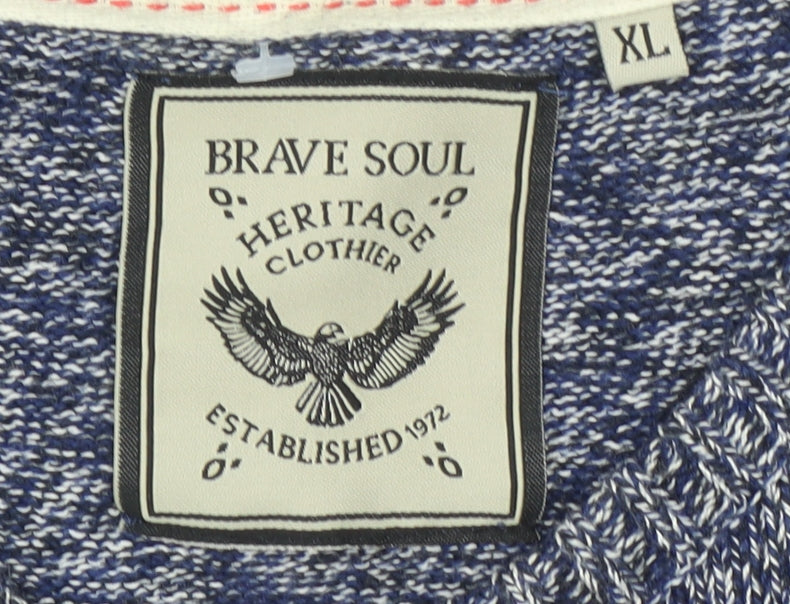 XL
BRAVE SOUL
HERITAGE
CLOTHIER
ESTABLISHED 1972